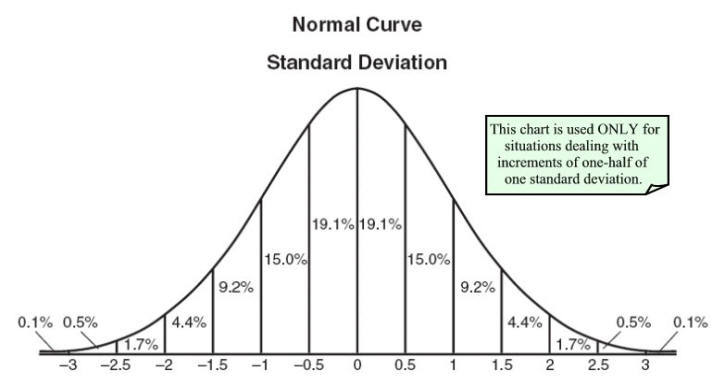 Normal Curve
Standard Deviation
This chart is used ONLY for
situations dealing with
increments of one-half of
one standard deviation.
19.1% 19.1%
15.0% 15.0%
9.2% 9.2%
0.1% 0.5% 4.4% 4.4% 0.5% 0.1%
1.7% 1.7%
–3 –2.5 –2 –1.5 –1 –0.5 0 0.5 1 1.5 2 2.5 3